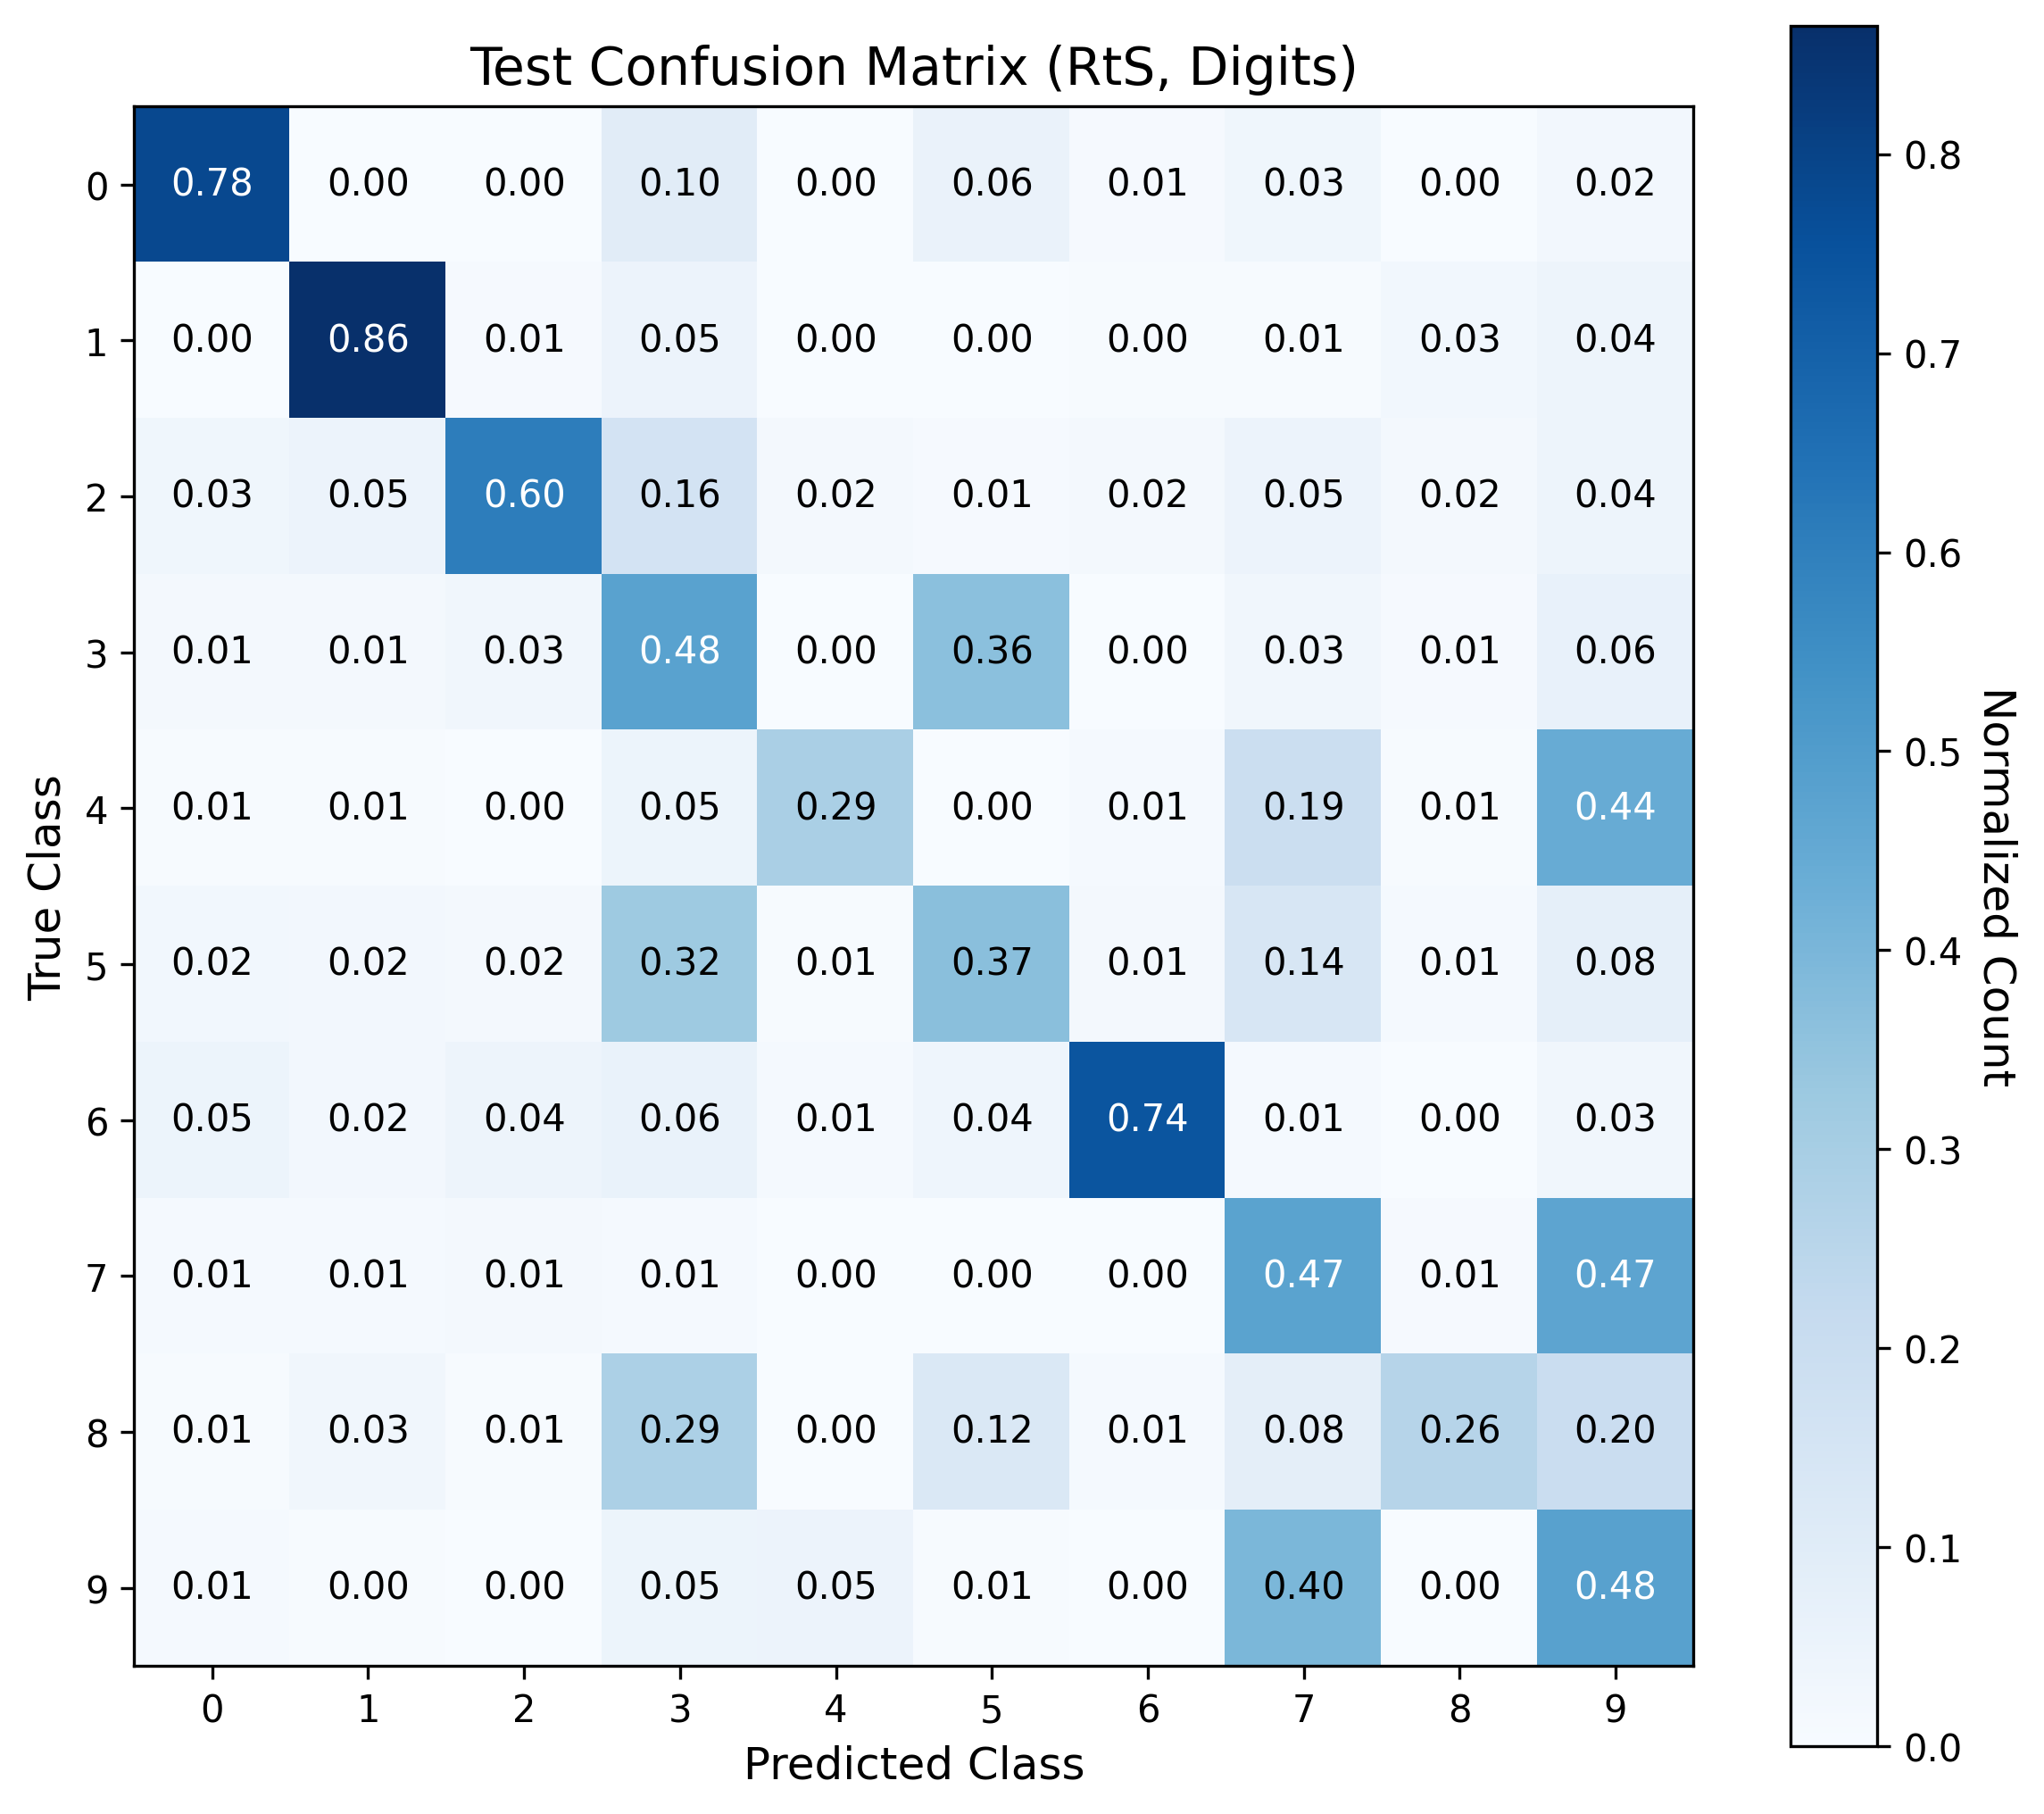 Test Confusion Matrix (RtS, Digits)
0 0.78 0.00 0.00 0.10 0.00 0.06 0.01 0.03 0.00 0.02
1 0.00 0.86 0.01 0.05 0.00 0.00 0.00 0.01 0.03 0.04
2 0.03 0.05 0.60 0.16 0.02 0.01 0.02 0.05 0.02 0.04
3 0.01 0.01 0.03 0.48 0.00 0.36 0.00 0.03 0.01 0.06
4 0.01 0.01 0.00 0.05 0.29 0.00 0.01 0.19 0.01 0.44
5 0.02 0.02 0.02 0.32 0.01 0.37 0.01 0.14 0.01 0.08
6 0.05 0.02 0.04 0.06 0.01 0.04 0.74 0.01 0.00 0.03
7 0.01 0.01 0.01 0.01 0.00 0.00 0.00 0.47 0.01 0.47
8 0.01 0.03 0.01 0.29 0.00 0.12 0.01 0.08 0.26 0.20
9 0.01 0.00 0.00 0.05 0.05 0.01 0.00 0.40 0.00 0.48
0 1 2 3 4 5 6 7 8 9
Predicted Class
True Class
0.8
0.7
0.6
0.5
0.4
0.3
0.2
0.1
0.0
Normalized Count